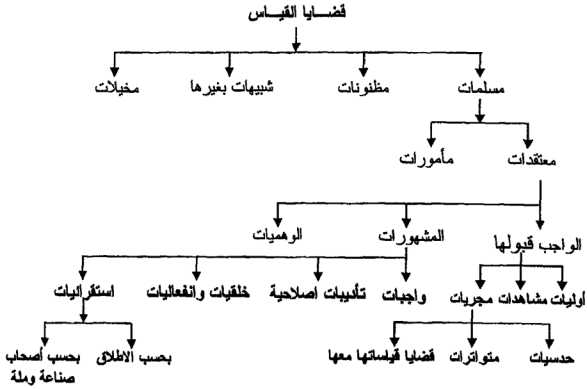 قضايا القياس
مسلمات مظنونات شبيهات بغيرها مخيلات
معتقدات مأمورات
الواجب قبولها المشهورات الوهميات
أوليات مشاهدات مجريات واجبات تأديبات اصلاحية خلقيات وانفعاليات استقرائيات
حدسيات متواترات قضايا قياساتها معها بحسب الاطلاق بحسب أصحاب
صناعة وملة